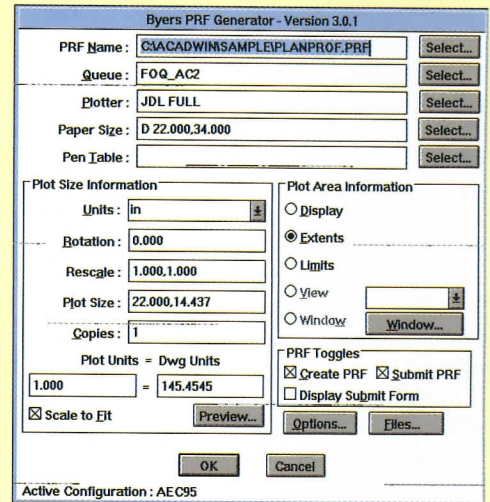 Byers PRF Generator - Version 3.0.1
PRF Name : C:\ACADWIN\SAMPLE\PLANPROF.PRF Select...
Queue : FOQ_AC2 Select...
Plotter : JDL FULL Select...
Paper Size : D 22.000,34.000 Select...
Pen Table : Select...
Plot Size Information
Units : in
Rotation : 0.000
Rescale : 1.000,1.000
Plot Size : 22.000,14.437
Copies : 1
Plot Units = Dwg Units
1.000 = 145.4545
Scale to Fit Preview...
Plot Area Information
Display
Extents
Limits
View
Window Window...
PRF Toggles
Create PRF Submit PRF
Display Submit Form
Options... Files...
OK Cancel
Active Configuration : AEC95